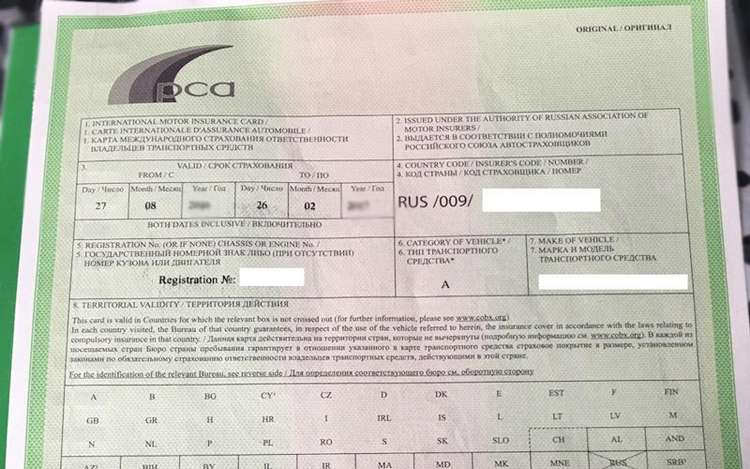 ORIGINAL / ОРИГИНАЛ
рса
1. INTERNATIONAL MOTOR INSURANCE CARD /
1. CARTE INTERNATIONALE D'ASSURANCE AUTOMOBILE /
1. КАРТА МЕЖДУНАРОДНОГО СТРАХОВАНИЯ ОТВЕТСТВЕННОСТИ
ВЛАДЕЛЬЦЕВ ТРАНСПОРТНЫХ СРЕДСТВ
2. ISSUED UNDER THE AUTHORITY OF RUSSIAN ASSOCIATION
OF MOTOR INSURERS /
2. ВЫДАЕТСЯ В СООТВЕТСТВИИ С ПОЛНОМОЧИЯМИ
РОССИЙСКОГО СОЮЗА АВТОСТРАХОВЩИКОВ
3. VALID / СРОК СТРАХОВАНИЯ
FROM / С TO / ПО
Day / Число Month / Месяц Year / Год Day / Число Month / Месяц Year / Год
27 08 26 02
BOTH DATES INCLUSIVE / ВКЛЮЧИТЕЛЬНО
4. COUNTRY CODE / INSURER'S CODE / NUMBER /
4. КОД СТРАНЫ / КОД СТРАХОВЩИКА / НОМЕР
RUS /009/
5. REGISTRATION No. (OR IF NONE) CHASSIS OR ENGINE No. /
5. ГОСУДАРСТВЕННЫЙ НОМЕРНОЙ ЗНАК ЛИБО (ПРИ ОТСУТСТВИИ)
НОМЕР КУЗОВА ИЛИ ДВИГАТЕЛЯ
Registration №:
6. CATEGORY OF VEHICLE* /
6. ТИП ТРАНСПОРТНОГО
СРЕДСТВА*
A
7. MAKE OF VEHICLE /
7. МАРКА И МОДЕЛЬ
ТРАНСПОРТНОГО СРЕДСТВА
8. TERRITORIAL VALIDITY / ТЕРРИТОРИЯ ДЕЙСТВИЯ
This card is valid in Countries for which the relevant box is not crossed out (for further information, please see www.cobx.org)
In each country visited, the Bureau of that country guarantees, in respect of the use of the vehicle referred to herein, the insurance cover in accordance with the laws relating to
compulsory insurance in that country. / Данная карта действительна на территории стран, которые не вычеркнуты (подробную информацию см. www.cobx.org). В каждой из
посещаемых стран Бюро страны пребывания гарантирует в отношении указанного в карте транспортного средства страховое покрытие в размере, установленном
законами по обязательному страхованию ответственности владельцев транспортных средств, действующими в этой стране.
For the identification of the relevant Bureau, see reverse side / Для определения соответствующего бюро см. оборотную сторону
A B BG CY¹ CZ D DK E EST F FIN
GB GR H HR I IRL IS L LT LV M
N NL P PL RO S SK SLO CH AL AND
AZ¹ BIH BY IL IR MA MD MK MNE RUS SRB³